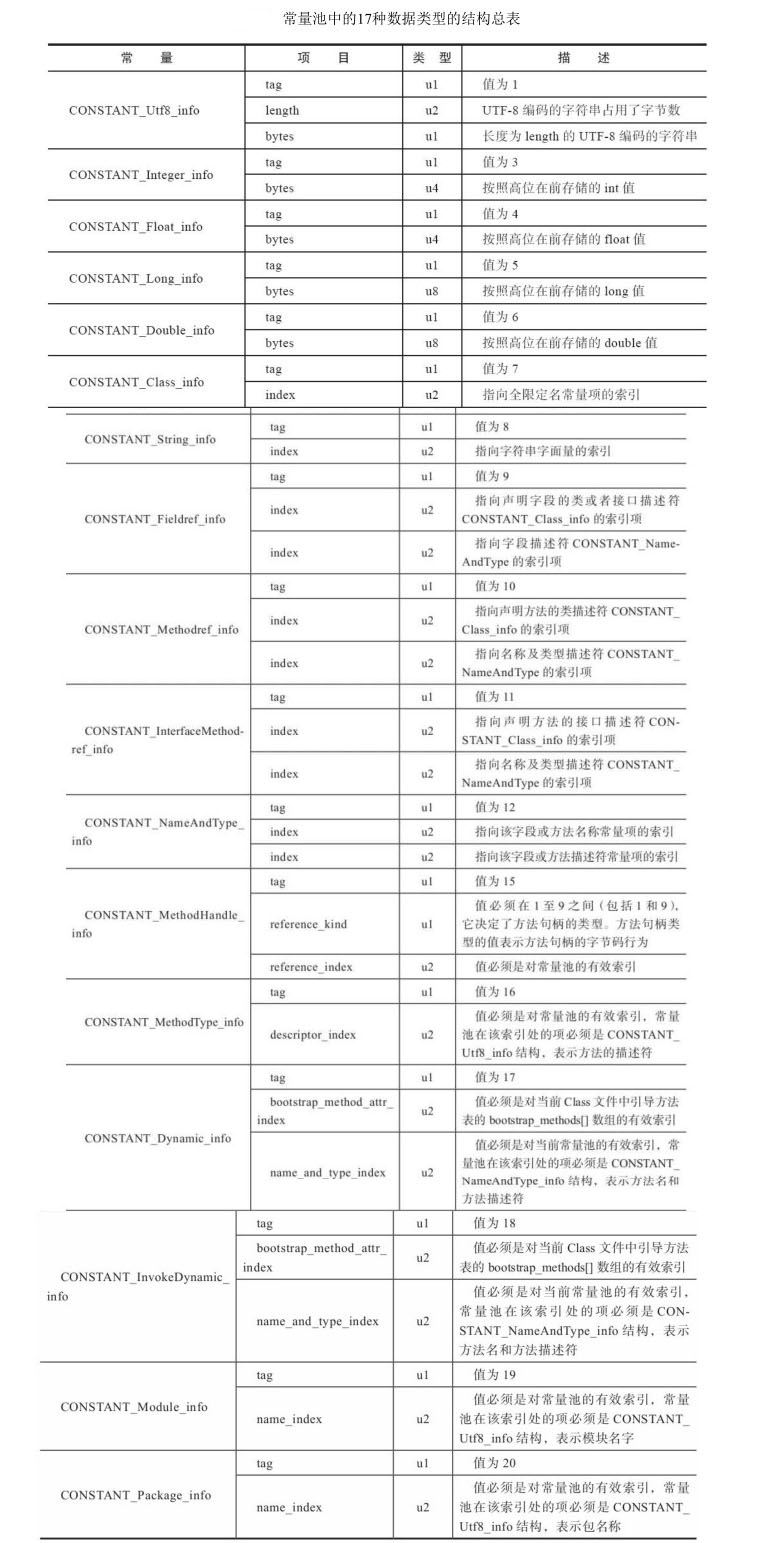 常量池中的17种数据类型的结构总表
常 量 项 目 类 型 描 述
CONSTANT_Utf8_info
tag u1 值为 1
length u2 UTF-8 编码的字符串占用了字节数
bytes u1 长度为 length 的 UTF-8 编码的字符串
CONSTANT_Integer_info
tag u1 值为 3
bytes u4 按照高位在前存储的 int 值
CONSTANT_Float_info
tag u1 值为 4
bytes u4 按照高位在前存储的 float 值
CONSTANT_Long_info
tag u1 值为 5
bytes u8 按照高位在前存储的 long 值
CONSTANT_Double_info
tag u1 值为 6
bytes u8 按照高位在前存储的 double 值
CONSTANT_Class_info
tag u1 值为 7
index u2 指向全限定名常量项的索引
CONSTANT_String_info
tag u1 值为 8
index u2 指向字符串字面量的索引
CONSTANT_Fieldref_info
tag u1 值为 9
index u2 指向声明字段的类或者接口描述符
CONSTANT_Class_info 的索引项
index u2 指向字段描述符 CONSTANT_Name-
AndType 的索引项
CONSTANT_Methodref_info
tag u1 值为 10
index u2 指向声明方法的类描述符 CONSTANT_
Class_info 的索引项
index u2 指向名称及类型描述符 CONSTANT_
NameAndType 的索引项
CONSTANT_InterfaceMethod-
ref_info
tag u1 值为 11
index u2 指向声明方法的接口描述符 CON-
STANT_Class_info 的索引项
index u2 指向名称及类型描述符 CONSTANT_
NameAndType 的索引项
CONSTANT_NameAndType_
info
tag u1 值为 12
index u2 指向该字段或方法名称常量项的索引
index u2 指向该字段或方法描述符常量项的索引
CONSTANT_MethodHandle_
info
tag u1 值为 15
reference_kind u1 值必须在 1 至 9 之间（包括 1 和 9），
它决定了方法句柄的类型。方法句柄类
型的值表示方法句柄的字节码行为
reference_index u2 值必须是对常量池的有效索引
CONSTANT_MethodType_info
tag u1 值为 16
descriptor_index u2 值必须是对常量池的有效索引，常量
池在该索引处的项必须是 CONSTANT_
Utf8_info 结构，表示方法的描述符
CONSTANT_Dynamic_info
tag u1 值为 17
bootstrap_method_attr_
index u2 值必须是对当前 Class 文件中引导方法
表的 bootstrap_methods[] 数组的有效索引
name_and_type_index u2 值必须是对当前常量池的有效索引，常
量池在该索引处的项必须是 CONSTANT_
NameAndType_info 结构，表示方法名和
方法描述符
CONSTANT_InvokeDynamic_
info
tag u1 值为 18
bootstrap_method_attr_
index u2 值必须是对当前 Class 文件中引导方法
表的 bootstrap_methods[] 数组的有效索引
name_and_type_index u2 值必须是对当前常量池的有效索引，
常量池在该索引处的项必须是 CON-
STANT_NameAndType_info 结构，表示
方法名和方法描述符
CONSTANT_Module_info
tag u1 值为 19
name_index u2 值必须是对常量池的有效索引，常量
池在该索引处的项必须是 CONSTANT_
Utf8_info 结构，表示模块名字
CONSTANT_Package_info
tag u1 值为 20
name_index u2 值必须是对常量池的有效索引，常量
池在该索引处的项必须是 CONSTANT_
Utf8_info 结构，表示包名称